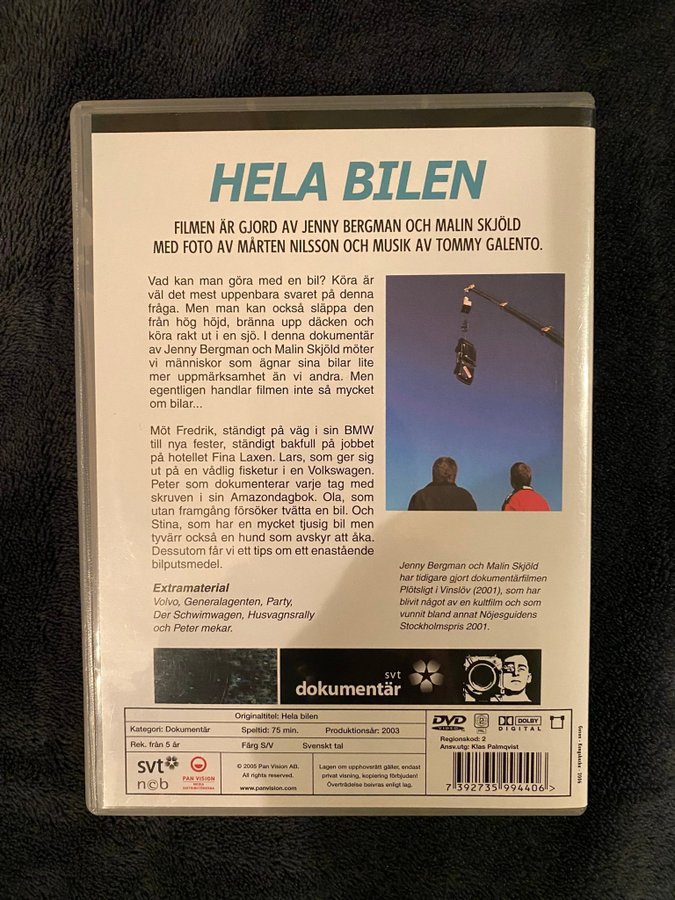 HELA BILEN
FILMEN ÄR GJORD AV JENNY BERGMAN OCH MALIN SKJÖLD
MED FOTO AV MÅRTEN NILSSON OCH MUSIK AV TOMMY GALENTO.
Vad kan man göra med en bil? Köra är
väl det mest uppenbara svaret på denna
fråga. Men man kan också släppa den
från hög höjd, bränna upp däcken och
köra rakt ut i en sjö. I denna dokumentär
av Jenny Bergman och Malin Skjöld möter
vi människor som ägnar sina bilar lite
mer uppmärksamhet än vi andra. Men
egentligen handlar filmen inte så mycket
om bilar...
Möt Fredrik, ständigt på väg i sin BMW
till nya fester, ständigt bakfull på jobbet
på hotellet Fina Laxen. Lars, som ger sig
ut på en vådlig fisketur i en Volkswagen.
Peter som dokumenterar varje tag med
skruven i sin Amazondagbok. Ola, som
utan framgång försöker tvätta en bil. Och
Stina, som har en mycket tjusig bil men
tyvärr också en hund som avskyr att åka.
Dessutom får vi ett tips om ett enastående
bilputsmedel.
Extramaterial
Volvo, Generalagenten, Party,
Der Schwimwagen, Husvagnsrally
och Peter mekar.
Jenny Bergman och Malin Skjöld
har tidigare gjort dokumentärfilmen
Plötsligt i Vinslöv (2001), som har
blivit något av en kultfilm och som
vunnit bland annat Nöjesguidens
Stockholmspris 2001.
svt
dokumentär
Originaltitel: Hela bilen
Kategori: Dokumentär
Speltid: 75 min.
Produktionsår: 2003
Rek. från 5 år
Färg S/V
Svenskt tal
DVD
VIDEO
2
DOLBY
DIGITAL
Regionskod: 2
Ansv.utg: Klas Palmqvist
svt
ncb
PAN VISION
© 2005 Pan Vision AB.
All rights reserved.
www.panvision.com
Lagen om upphovsrätt gäller, endast
privat visning, kopiering förbjuden!
Överträdelse beivras enligt lag.
7 392735 994406 >